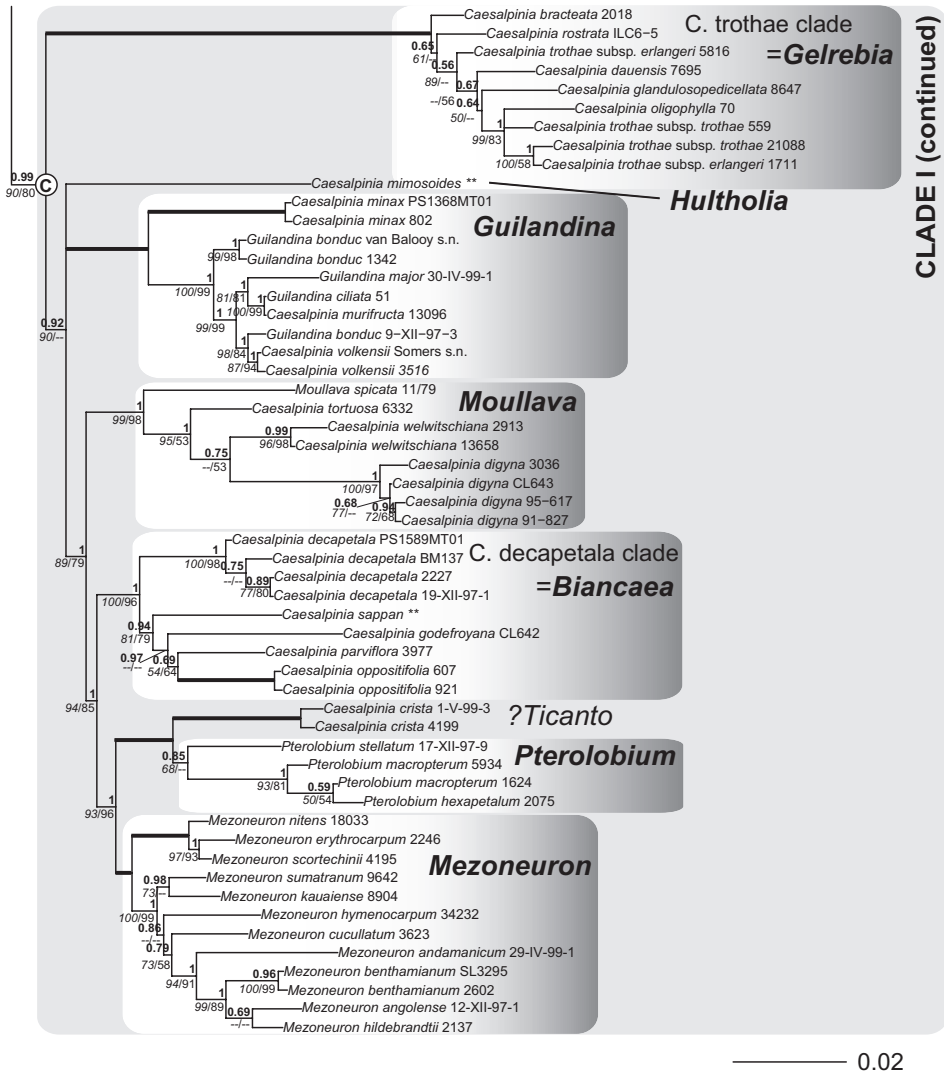 Caesalpinia bracteata 2018
C. trothae clade
Caesalpinia rostrata ILC6−5
0.65
61/--
Caesalpinia trothae subsp. erlangeri 5816
=Gelrebia
0.56
89/--
Caesalpinia dauensis 7695
0.67
--/56
Caesalpinia glandulosopedicellata 8647
0.64
50/--
Caesalpinia oligophylla 70
1
99/83
Caesalpinia trothae subsp. trothae 559
Caesalpinia trothae subsp. trothae 21088
1
100/58
Caesalpinia trothae subsp. erlangeri 1711
CLADE I (continued)
0.99
90/80
C
Caesalpinia mimosoides **
Hultholia
Caesalpinia minax PS1368MT01
Caesalpinia minax 802
Guilandina
Guilandina bonduc van Balooy s.n.
1
99/98
Guilandina bonduc 1342
1
100/99
Guilandina major 30-IV-99-1
1
81/81
Guilandina ciliata 51
1
100/99
Caesalpinia murifructa 13096
1
99/99
Guilandina bonduc 9−XII−97−3
1
98/84
Caesalpinia volkensii Somers s.n.
1
87/94
Caesalpinia volkensii 3516
0.92
90/--
Moullava spicata 11/79
Moullava
1
99/98
Caesalpinia tortuosa 6332
1
95/53
Caesalpinia welwitschiana 2913
0.99
96/98
Caesalpinia welwitschiana 13658
0.75
--/53
Caesalpinia digyna 3036
1
100/97
Caesalpinia digyna CL643
0.68
77/--
Caesalpinia digyna 95−617
0.94
72/68
Caesalpinia digyna 91−827
1
89/79
Caesalpinia decapetala PS1589MT01
C. decapetala clade
1
100/98
Caesalpinia decapetala BM137
0.75
--/--
Caesalpinia decapetala 2227
=Biancaea
0.89
77/80
Caesalpinia decapetala 19-XII-97-1
1
100/96
Caesalpinia sappan **
0.94
81/79
Caesalpinia godefroyana CL642
0.97
--/--
Caesalpinia parviflora 3977
0.69
54/64
Caesalpinia oppositifolia 607
Caesalpinia oppositifolia 921
1
94/85
Caesalpinia crista 1-V-99-3
?Ticanto
Caesalpinia crista 4199
Pterolobium stellatum 17-XII-97-9
Pterolobium
0.85
68/--
Pterolobium macropterum 5934
1
93/81
Pterolobium macropterum 1624
0.59
50/54
Pterolobium hexapetalum 2075
1
93/96
Mezoneuron nitens 18033
Mezoneuron erythrocarpum 2246
1
97/93
Mezoneuron scortechinii 4195
Mezoneuron
Mezoneuron sumatranum 9642
0.98
73/--
Mezoneuron kauaiense 8904
1
100/99
Mezoneuron hymenocarpum 34232
0.86
--/--
Mezoneuron cucullatum 3623
0.79
73/58
Mezoneuron andamanicum 29-IV-99-1
1
94/91
Mezoneuron benthamianum SL3295
0.96
100/99
Mezoneuron benthamianum 2602
1
99/89
Mezoneuron angolense 12-XII-97-1
0.69
--/--
Mezoneuron hildebrandtii 2137
0.02